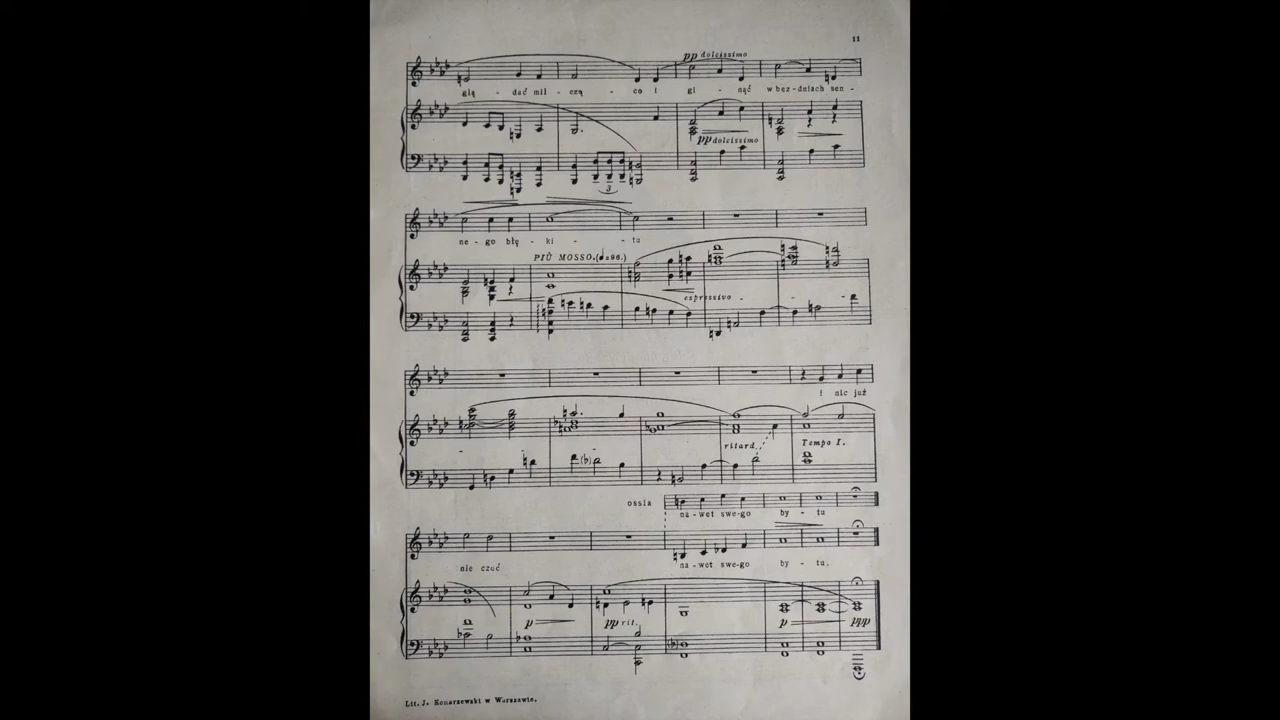 11
pp dolcissimo
glą - dać mil - czą - co i gi - nąć w bez - dniach sen -
pp dolcissimo
3
ne - go błę - ki - tu
PIÙ MOSSO. (♩=96.)
espressivo - - -
- -
i nic już
ritard. Tempo I.
ossia
na - wet swe-go by - tu
nie czuć na - wet swe-go by - tu.
p pp rit. p ppp
Lit. J. Konarzewski w Warszawie.